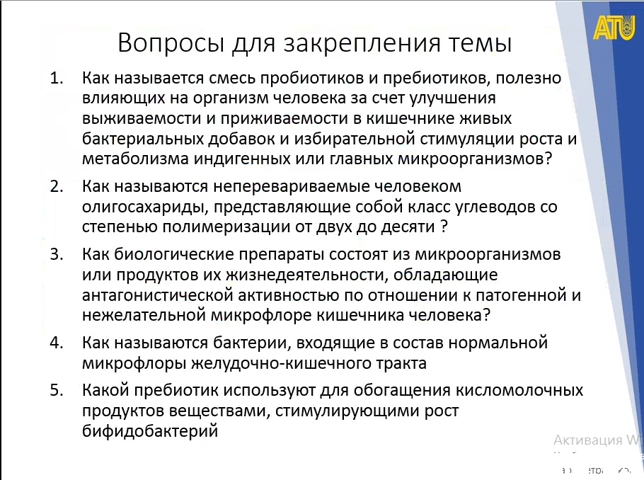 ATU
Вопросы для закрепления темы
1. Как называется смесь пробиотиков и пребиотиков, полезно
влияющих на организм человека за счет улучшения
выживаемости и приживаемости в кишечнике живых
бактериальных добавок и избирательной стимуляции роста и
метаболизма индигенных или главных микроорганизмов?
2. Как называются неперевариваемые человеком
олигосахариды, представляющие собой класс углеводов со
степенью полимеризации от двух до десяти ?
3. Как биологические препараты состоят из микроорганизмов
или продуктов их жизнедеятельности, обладающие
антагонистической активностью по отношении к патогенной и
нежелательной микрофлоре кишечника человека?
4. Как называются бактерии, входящие в состав нормальной
микрофлоры желудочно-кишечного тракта
5. Какой пребиотик используют для обогащения кисломолочных
продуктов веществами, стимулирующими рост
бифидобактерий
Активация W